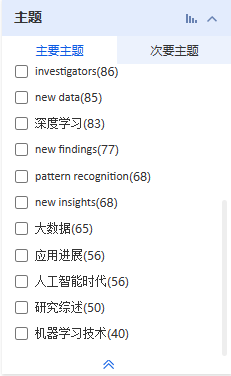 主题
主要主题 次要主题
investigators(86)
new data(85)
深度学习(83)
new findings(77)
pattern recognition(68)
new insights(68)
大数据(65)
应用进展(56)
人工智能时代(56)
研究综述(50)
机器学习技术(40)